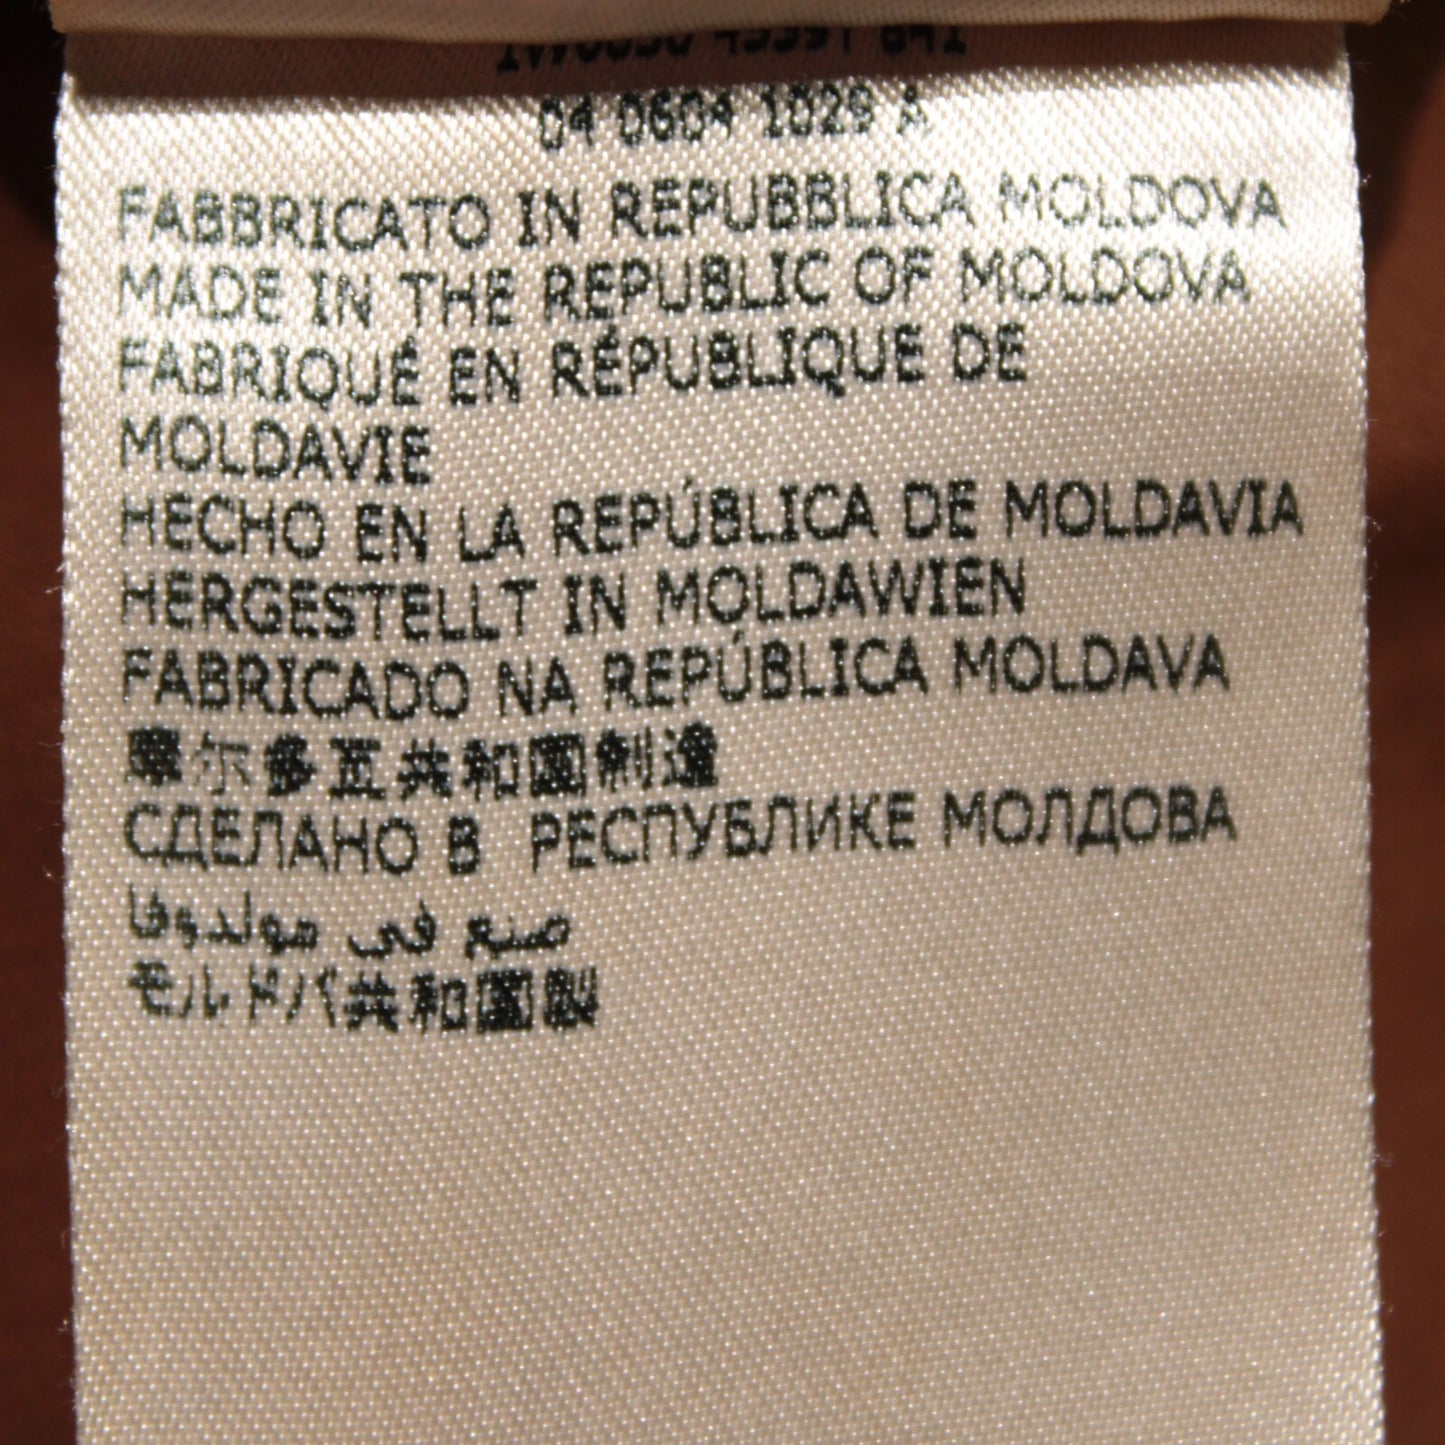 04 0604 1029 A
FABBRICATO IN REPUBBLICA MOLDOVA
MADE IN THE REPUBLIC OF MOLDOVA
FABRIQUÉ EN RÉPUBLIQUE DE
MOLDAVIE
HECHO EN LA REPÚBLICA DE MOLDAVIA
HERGESTELLT IN MOLDAWIEN
FABRICADO NA REPÚBLICA MOLDAVA
摩尔多瓦共和国制造
СДЕЛАНО В РЕСПУБЛИКЕ МОЛДОВА
صنع في مولدوفا
モルドバ共和国製